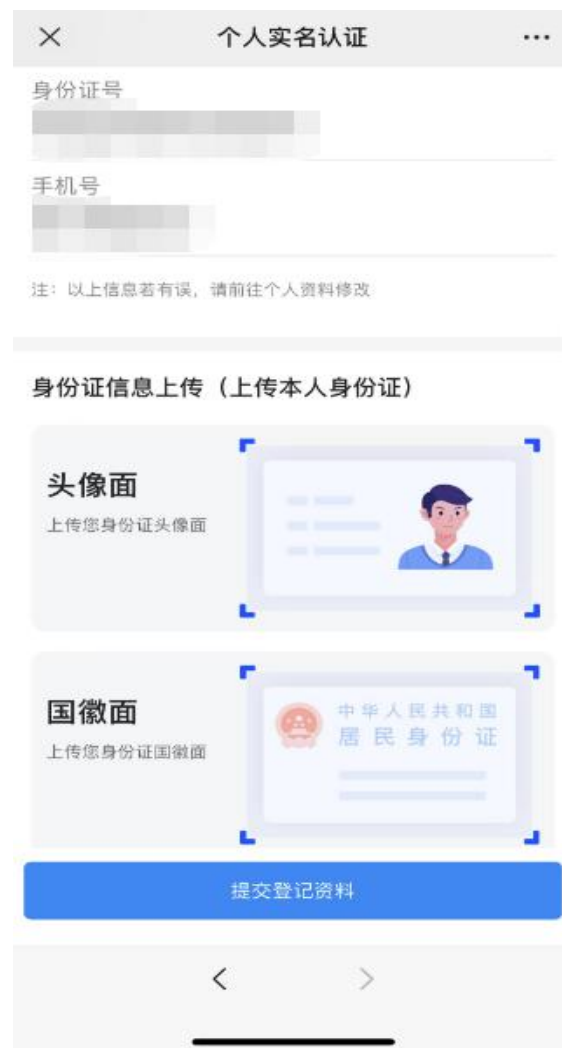 个人实名认证
身份证号
手机号
注：以上信息若有误，请前往个人资料修改
身份证信息上传（上传本人身份证）
头像面
上传您身份证头像面
国徽面
上传您身份证国徽面
中华人民共和国
居民身份证
提交登记资料